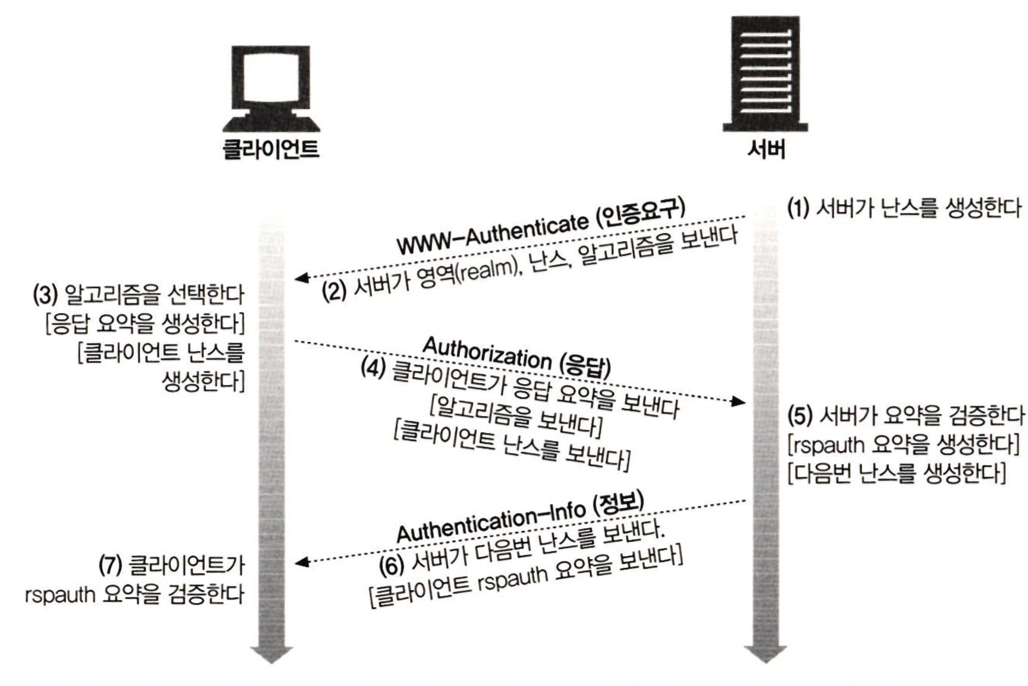 클라이언트
서버
(1) 서버가 난스를 생성한다
WWW-Authenticate (인증요구)
(2) 서버가 영역(realm), 난스, 알고리즘을 보낸다
(3) 알고리즘을 선택한다
[응답 요약을 생성한다]
[클라이언트 난스를
생성한다]
Authorization (응답)
(4) 클라이언트가 응답 요약을 보낸다
[알고리즘을 보낸다]
[클라이언트 난스를 보낸다]
(5) 서버가 요약을 검증한다
[rspauth 요약을 생성한다]
[다음번 난스를 생성한다]
Authentication-Info (정보)
(6) 서버가 다음번 난스를 보낸다.
[클라이언트 rspauth 요약을 보낸다]
(7) 클라이언트가
rspauth 요약을 검증한다